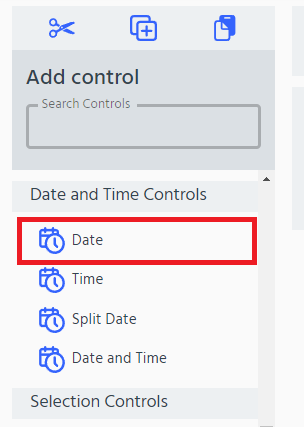 Add control
Search Controls
Date and Time Controls
Date
Time
Split Date
Date and Time
Selection Controls